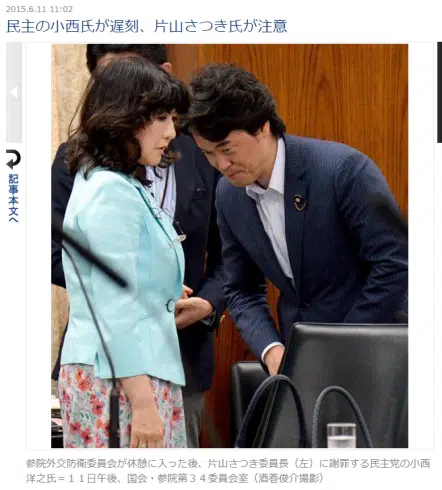 2015.6.11 11:02
民主の小西氏が遅刻、片山さつき氏が注意
記事本文へ
参院外交防衛委員会が休憩に入った後、片山さつき委員長（左）に謝罪する民主党の小西
洋之氏＝１１日午後、国会・参院第３４委員会室（酒巻俊介撮影）